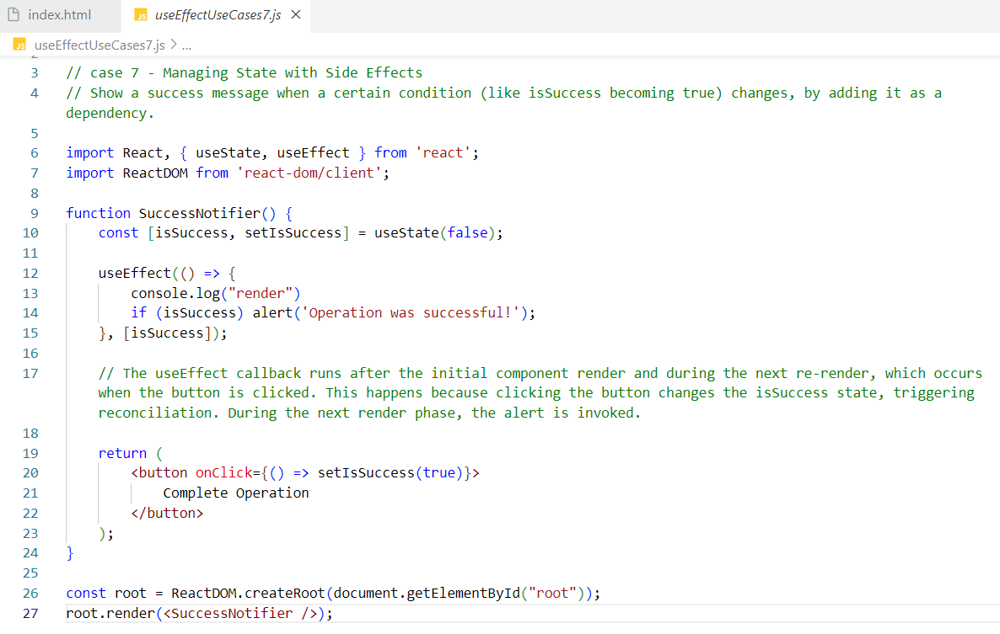 index.html
JS useEffectUseCases7.js ×
JS useEffectUseCases7.js > ...
3 // case 7 - Managing State with Side Effects
4 // Show a success message when a certain condition (like isSuccess becoming true) changes, by adding it as a
dependency.
5
6 import React, { useState, useEffect } from 'react';
7 import ReactDOM from 'react-dom/client';
8
9 function SuccessNotifier() {
10 const [isSuccess, setIsSuccess] = useState(false);
11
12 useEffect(() => {
13 console.log("render")
14 if (isSuccess) alert('Operation was successful!');
15 }, [isSuccess]);
16
17 // The useEffect callback runs after the initial component render and during the next re-render, which occurs
when the button is clicked. This happens because clicking the button changes the isSuccess state, triggering
reconciliation. During the next render phase, the alert is invoked.
18
19 return (
20 <button onClick={() => setIsSuccess(true)}>
21 Complete Operation
22 </button>
23 );
24 }
25
26 const root = ReactDOM.createRoot(document.getElementById("root"));
27 root.render(<SuccessNotifier />);